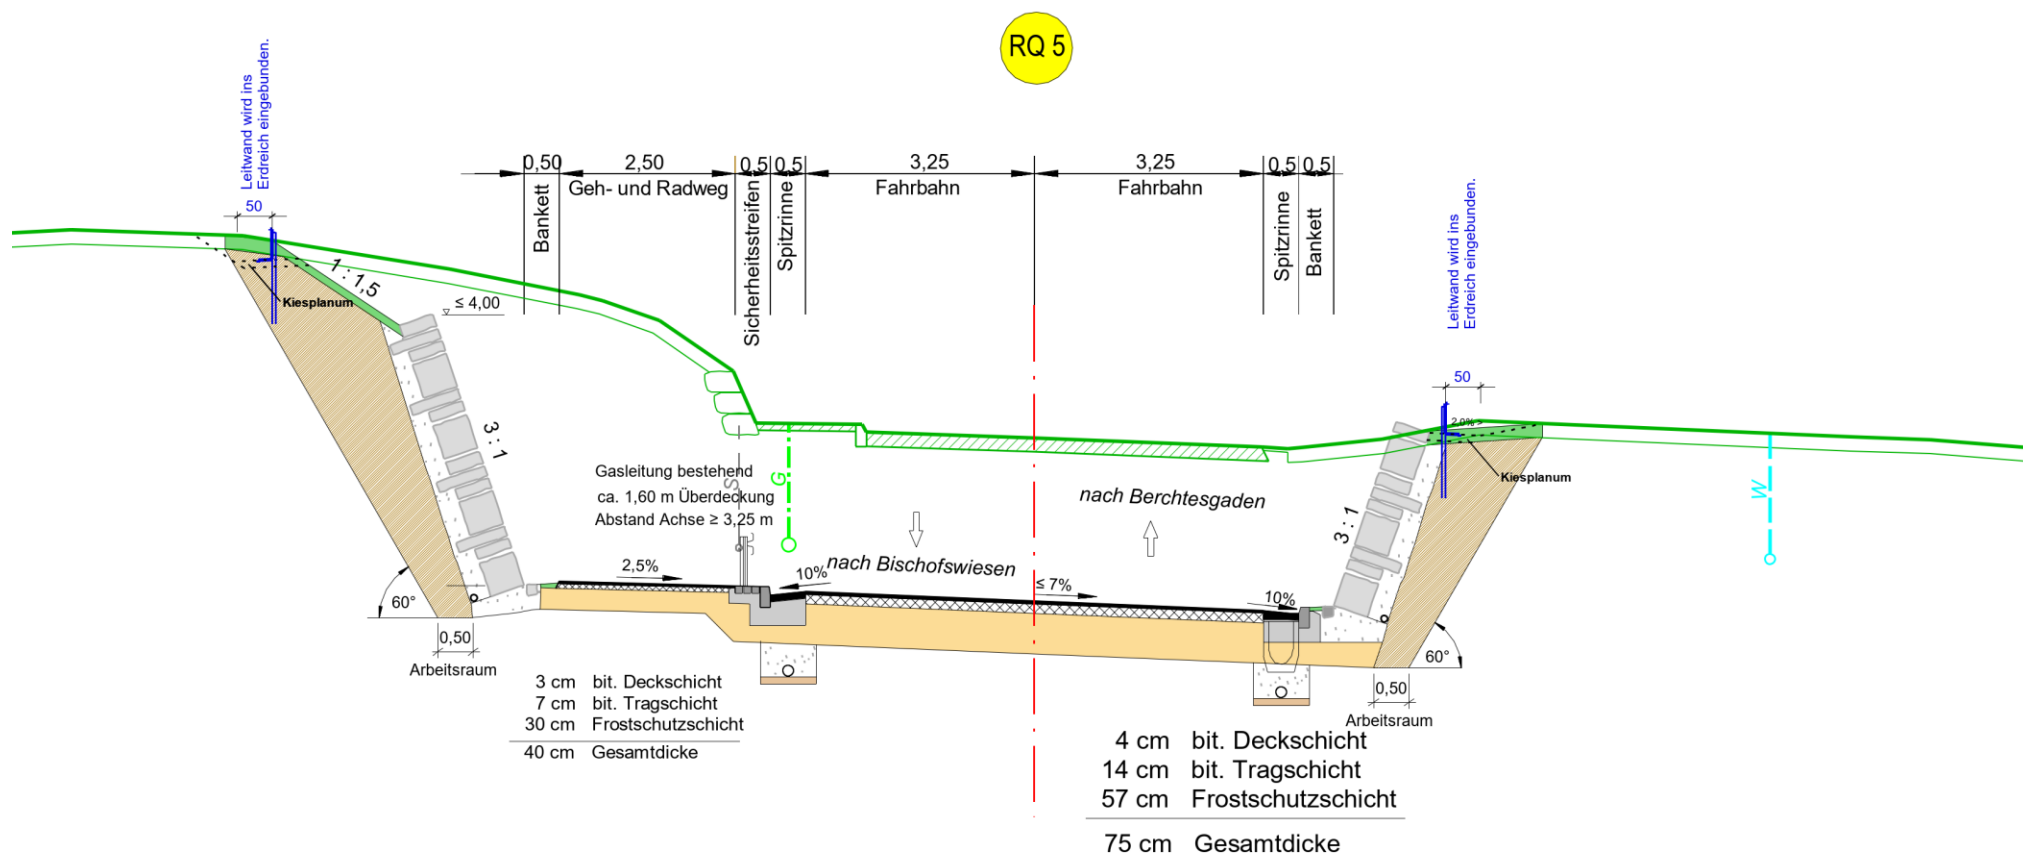 RQ 5
Leitwand wird ins
Erdreich eingebunden.
50
0,50
2,50
0,5
0,5
3,25
3,25
0,5
0,5
Bankett
Geh- und Radweg
Sicherheitsstreifen
Spitzrinne
Fahrbahn
Fahrbahn
Spitzrinne
Bankett
Leitwand wird ins
Erdreich eingebunden.
50
1 : 1,5
Kiesplanum
≤ 4,00
3 : 1
2,0% >
Kiesplanum
3 : 1
W
Gasleitung bestehend
ca. 1,60 m Überdeckung
Abstand Achse ≥ 3,25 m
S
G
nach Berchtesgaden
nach Bischofswiesen
2,5%
10%
≤ 7%
10%
60°
0,50
Arbeitsraum
60°
0,50
Arbeitsraum
3 cm bit. Deckschicht
7 cm bit. Tragschicht
30 cm Frostschutzschicht
40 cm Gesamtdicke
4 cm bit. Deckschicht
14 cm bit. Tragschicht
57 cm Frostschutzschicht
75 cm Gesamtdicke